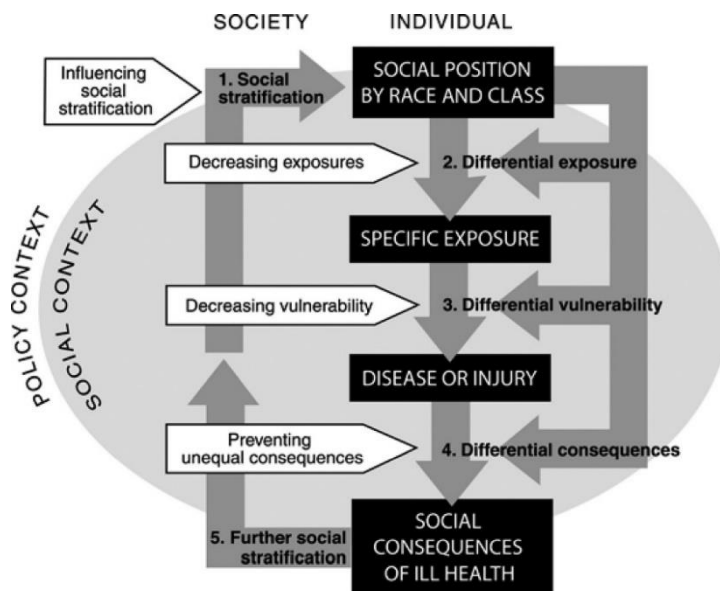 SOCIETY
INDIVIDUAL
Influencing
social
stratification
1. Social
stratification
SOCIAL POSITION
BY RACE AND CLASS
Decreasing exposures
2. Differential exposure
SPECIFIC EXPOSURE
POLICY CONTEXT
SOCIAL CONTEXT
Decreasing vulnerability
3. Differential vulnerability
DISEASE OR INJURY
Preventing
unequal consequences
4. Differential consequences
5. Further social
stratification
SOCIAL
CONSEQUENCES
OF ILL HEALTH